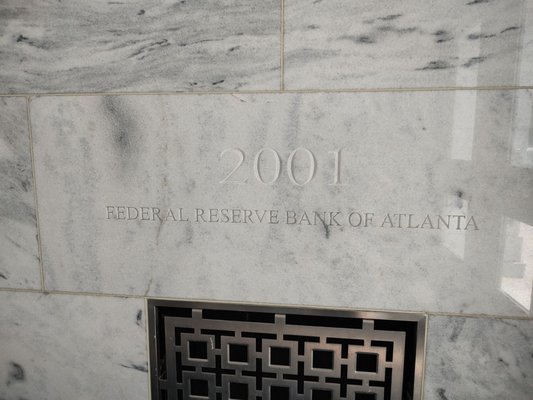 2001
FEDERAL RESERVE BANK OF ATLANTA